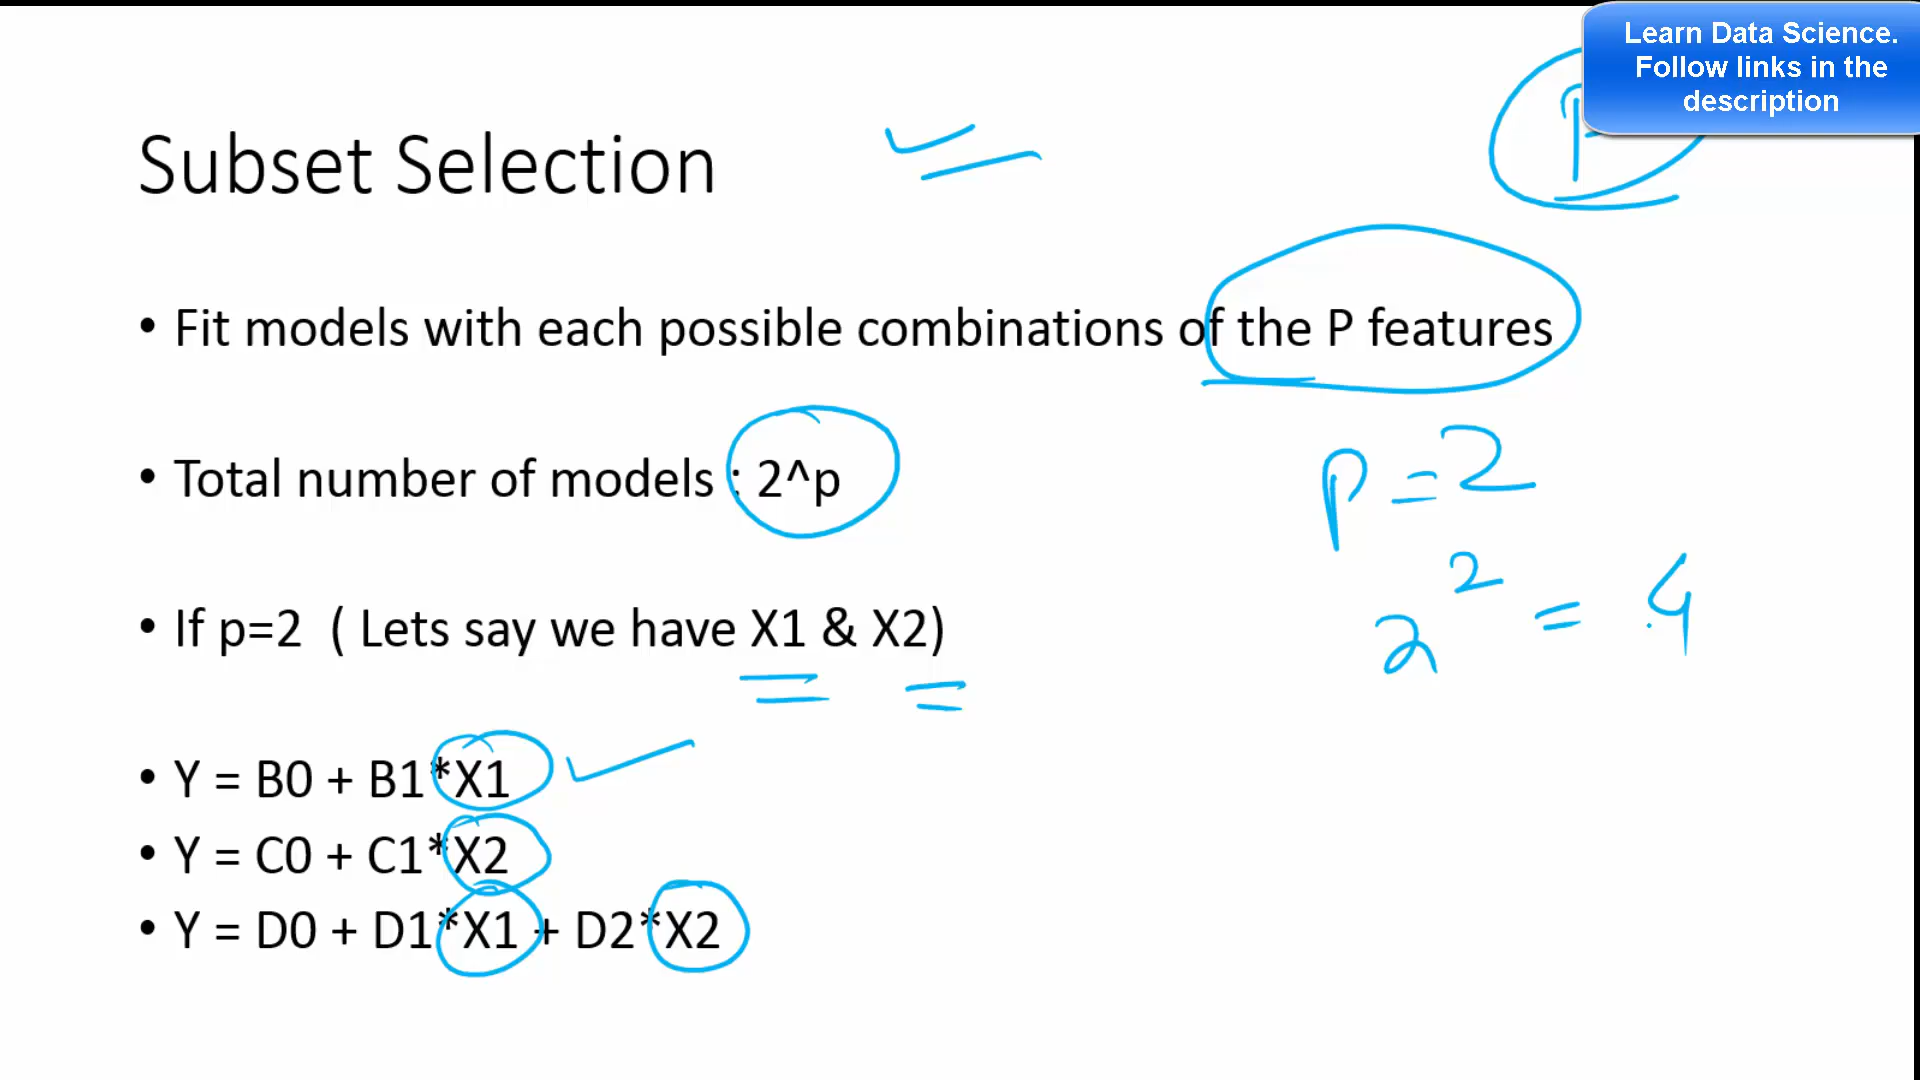 Learn Data Science.
Follow links in the
description
Subset Selection
• Fit models with each possible combinations of the P features
• Total number of models : 2^p
p=2
2^2 = 4
• If p=2 ( Lets say we have X1 & X2)
• Y = B0 + B1*X1
• Y = C0 + C1*X2
• Y = D0 + D1*X1 + D2*X2